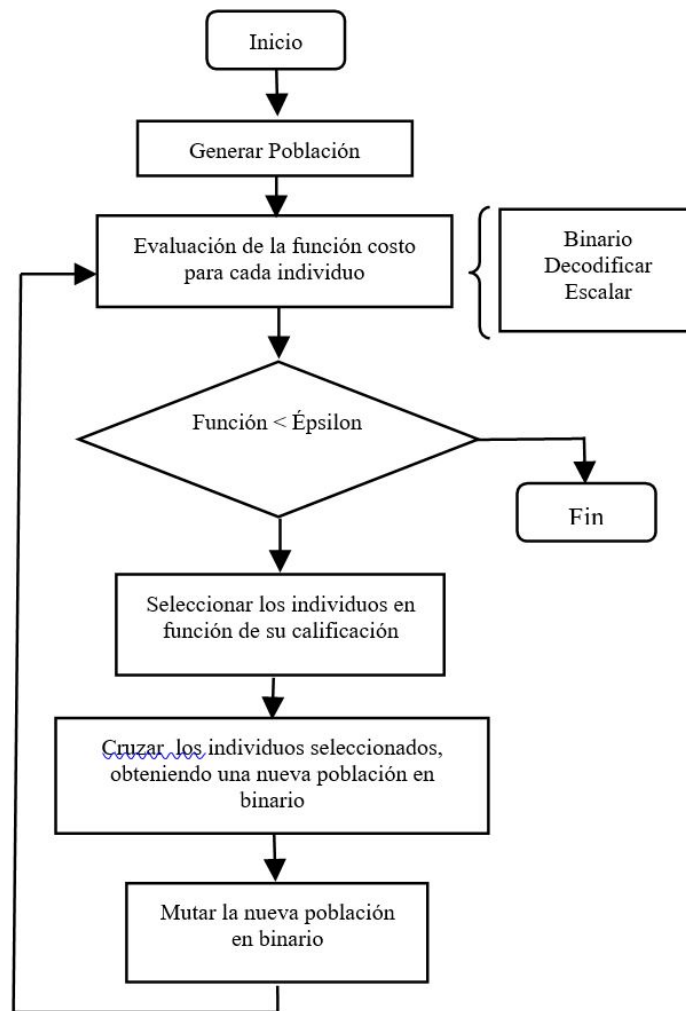 Inicio
Generar Población
Evaluación de la función costo
para cada individuo
Binario
Decodificar
Escalar
Función < Épsilon
Fin
Seleccionar los individuos en
función de su calificación
Cruzar los individuos seleccionados,
obteniendo una nueva población en
binario
Mutar la nueva población
en binario